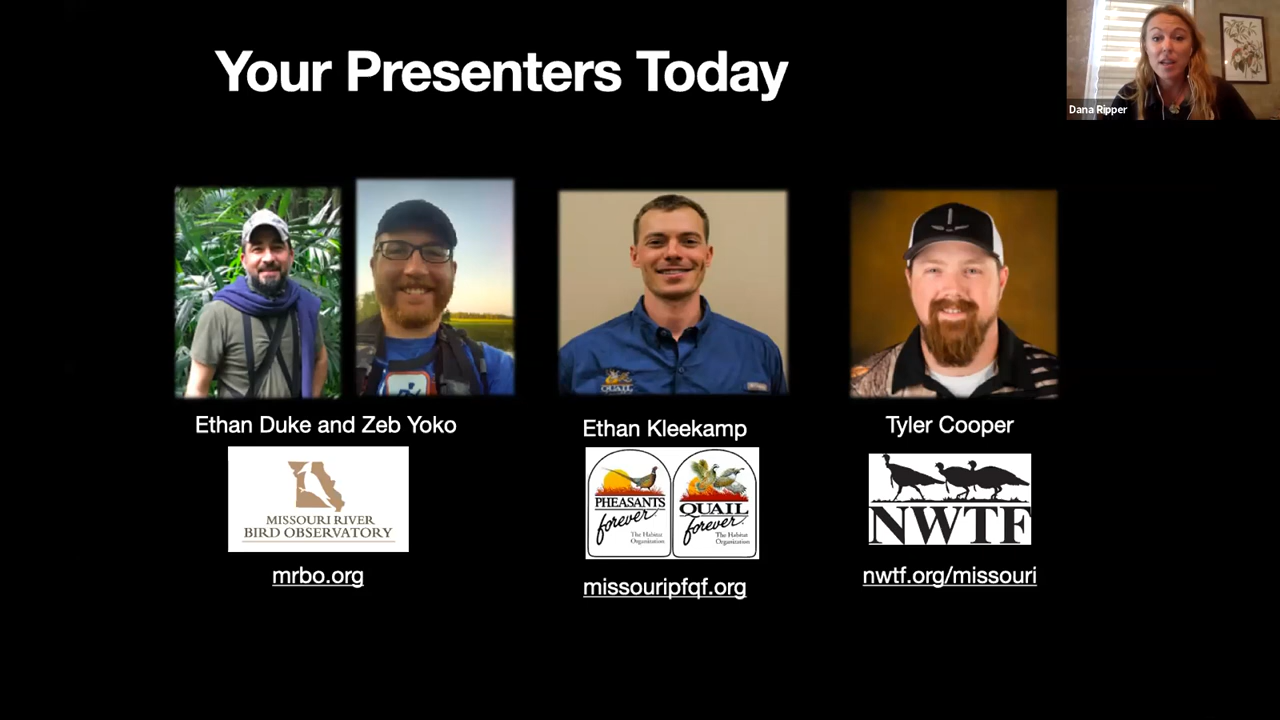 Your Presenters Today
Dana Ripper
Ethan Duke and Zeb Yoko
Ethan Kleekamp
Tyler Cooper
MISSOURI RIVER
BIRD OBSERVATORY
PHEASANTS
forever
The Habitat
Organization
QUAIL
forever
The Habitat
Organization
NWTF
mrbo.org
missouripfqf.org
nwtf.org/missouri
QUAIL